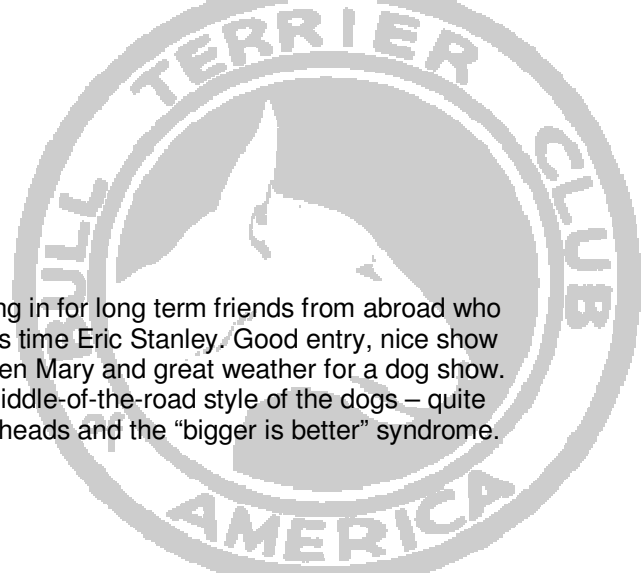 BULL TERRIER CLUB
of
AMERICA
ng in for long term friends from abroad who
s time Eric Stanley. Good entry, nice show
en Mary and great weather for a dog show.
iddle-of-the-road style of the dogs – quite
heads and the “bigger is better” syndrome.